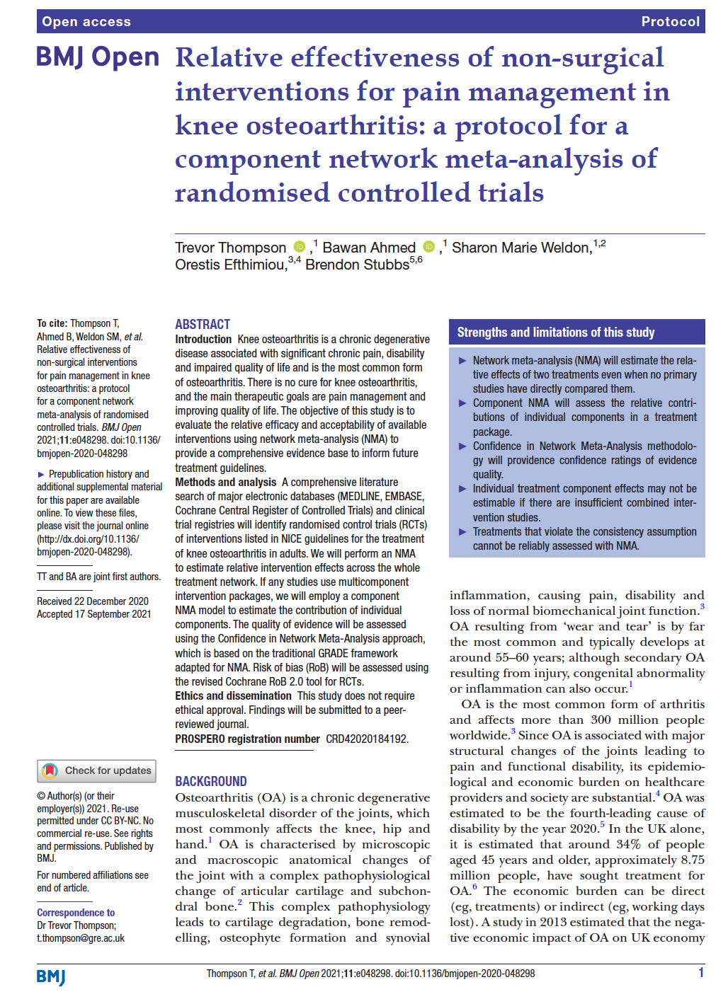 Open access
Protocol
BMJ Open
Relative effectiveness of non-surgical
interventions for pain management in
knee osteoarthritis: a protocol for a
component network meta-analysis of
randomised controlled trials
Trevor Thompson iD ,1 Bawan Ahmed iD ,1 Sharon Marie Weldon,1,2
Orestis Efthimiou,3,4 Brendon Stubbs5,6
To cite: Thompson T,
Ahmed B, Weldon SM, et al.
Relative effectiveness of
non-surgical interventions
for pain management in knee
osteoarthritis: a protocol
for a component network
meta-analysis of randomised
controlled trials. BMJ Open
2021;11:e048298. doi:10.1136/
bmjopen-2020-048298
► Prepublication history and
additional supplemental material
for this paper are available
online. To view these files,
please visit the journal online
(http://dx.doi.org/10.1136/
bmjopen-2020-048298).
TT and BA are joint first authors.
Received 22 December 2020
Accepted 17 September 2021
Check for updates
© Author(s) (or their
employer(s)) 2021. Re-use
permitted under CC BY-NC. No
commercial re-use. See rights
and permissions. Published by
BMJ.
For numbered affiliations see
end of article.
Correspondence to
Dr Trevor Thompson;
t.thompson@gre.ac.uk
ABSTRACT
Introduction Knee osteoarthritis is a chronic degenerative
disease associated with significant chronic pain, disability
and impaired quality of life and is the most common form
of osteoarthritis. There is no cure for knee osteoarthritis,
and the main therapeutic goals are pain management and
improving quality of life. The objective of this study is to
evaluate the relative efficacy and acceptability of available
interventions using network meta-analysis (NMA) to
provide a comprehensive evidence base to inform future
treatment guidelines.
Methods and analysis A comprehensive literature
search of major electronic databases (MEDLINE, EMBASE,
Cochrane Central Register of Controlled Trials) and clinical
trial registries will identify randomised control trials (RCTs)
of interventions listed in NICE guidelines for the treatment
of knee osteoarthritis in adults. We will perform an NMA
to estimate relative intervention effects across the whole
treatment network. If any studies use multicomponent
intervention packages, we will employ a component
NMA model to estimate the contribution of individual
components. The quality of evidence will be assessed
using the Confidence in Network Meta-Analysis approach,
which is based on the traditional GRADE framework
adapted for NMA. Risk of bias (RoB) will be assessed using
the revised Cochrane RoB 2.0 tool for RCTs.
Ethics and dissemination This study does not require
ethical approval. Findings will be submitted to a peer-
reviewed journal.
PROSPERO registration number CRD42020184192.
BACKGROUND
Osteoarthritis (OA) is a chronic degenerative
musculoskeletal disorder of the joints, which
most commonly affects the knee, hip and
hand.1 OA is characterised by microscopic
and macroscopic anatomical changes of
the joint with a complex pathophysiological
change of articular cartilage and subchon-
dral bone.2 This complex pathophysiology
leads to cartilage degradation, bone remod-
elling, osteophyte formation and synovial
Strengths and limitations of this study
► Network meta-analysis (NMA) will estimate the rela-
tive effects of two treatments even when no primary
studies have directly compared them.
► Component NMA will assess the relative contri-
butions of individual components in a treatment
package.
► Confidence in Network Meta-Analysis methodolo-
gy will providence confidence ratings of evidence
quality.
► Individual treatment component effects may not be
estimable if there are insufficient combined inter-
vention studies.
► Treatments that violate the consistency assumption
cannot be reliably assessed with NMA.
inflammation, causing pain, disability and
loss of normal biomechanical joint function.3
OA resulting from ‘wear and tear’ is by far
the most common and typically develops at
around 55–60 years; although secondary OA
resulting from injury, congenital abnormality
or inflammation can also occur.1
OA is the most common form of arthritis
and affects more than 300 million people
worldwide.3 Since OA is associated with major
structural changes of the joints leading to
pain and functional disability, its epidemio-
logical and economic burden on healthcare
providers and society are substantial.4 OA was
estimated to be the fourth-leading cause of
disability by the year 2020.5 In the UK alone,
it is estimated that around 34% of people
aged 45 years and older, approximately 8.75
million people, have sought treatment for
OA.6 The economic burden can be direct
(eg, treatments) or indirect (eg, working days
lost). A study in 2013 estimated that the nega-
tive economic impact of OA on UK economy
BMJ
Thompson T, et al. BMJ Open 2021;11:e048298. doi:10.1136/bmjopen-2020-048298
1